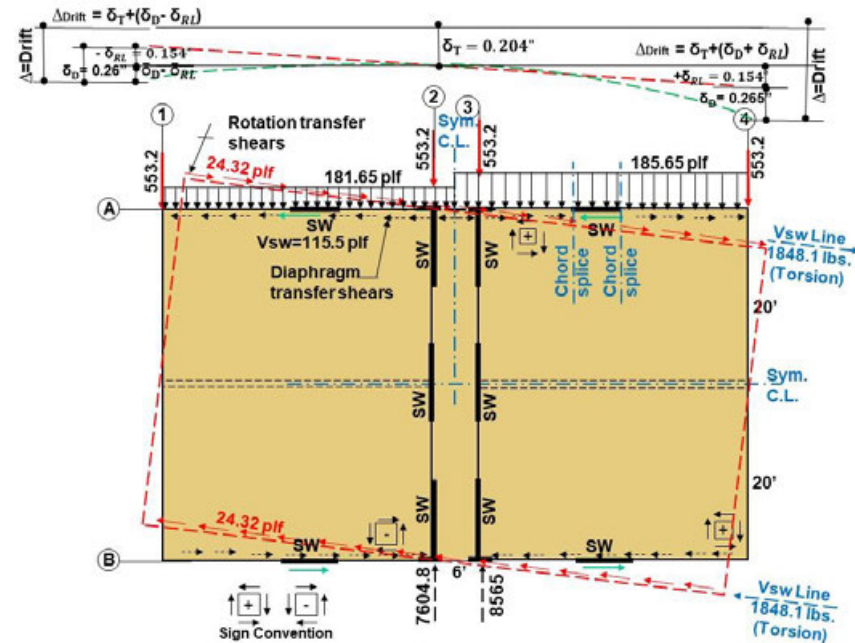 ΔDrift = δT+(δD- δRL)
δT = 0.204"
ΔDrift = δT+(δD + δRL)
Δ=Drift
- δRL = 0.154"
δD= 0.26"
δD- δRL
+δRL = 0.154"
δD= 0.265"
Δ=Drift
1
2
3
4
Sym.
C.L.
Rotation transfer
shears
553.2
553.2
553.2
553.2
24.32 plf
181.65 plf
185.65 plf
A
SW
Vsw=115.5 plf
Diaphragm
transfer shears
SW
SW
+
SW
Chord
splice
Chord
splice
Vsw Line
1848.1 lbs.
(Torsion)
20'
SW
SW
Sym.
C.L.
20'
24.32 plf
SW
SW
-
+
B
SW
SW
6'
7604.8
8565
Vsw Line
1848.1 lbs.
(Torsion)
+
-
Sign Convention